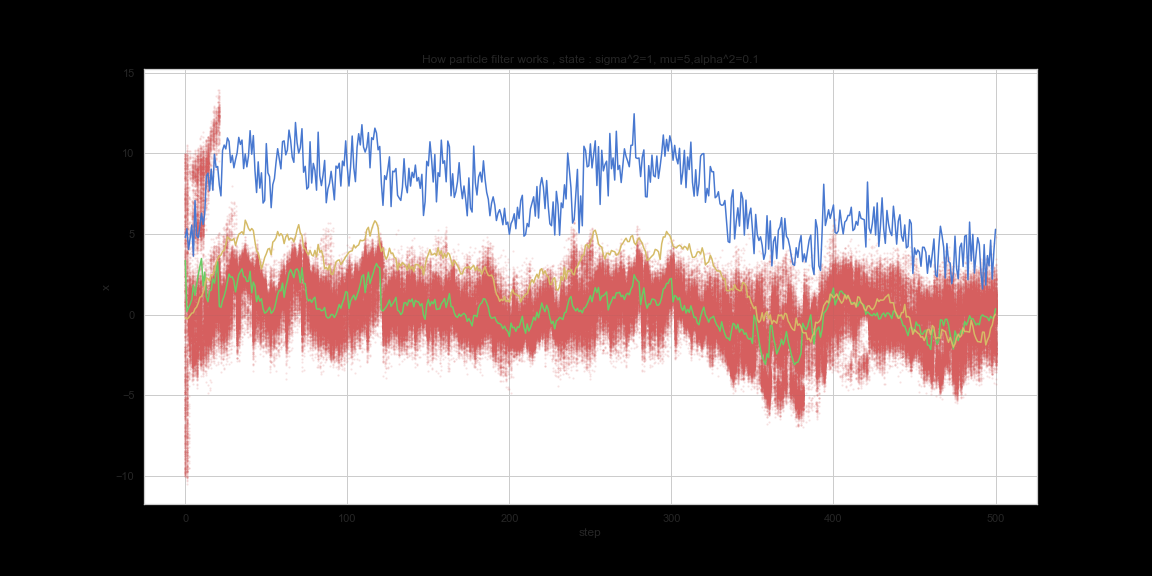 How particle filter works , state : sigma^2=1, mu=5,alpha^2=0.1
15
10
5
0
−5
−10
x
0 100 200 300 400 500
step